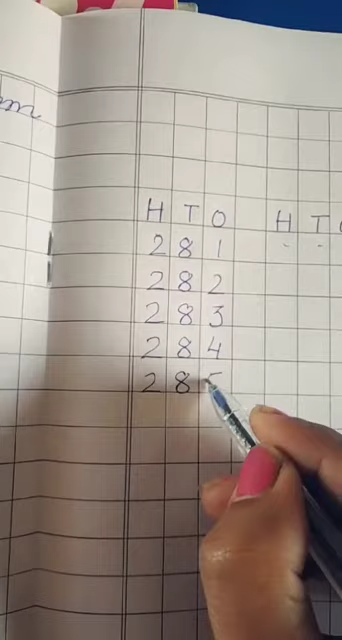 H T O H T O
2 8 1
2 8 2
2 8 3
2 8 4
2 8 5